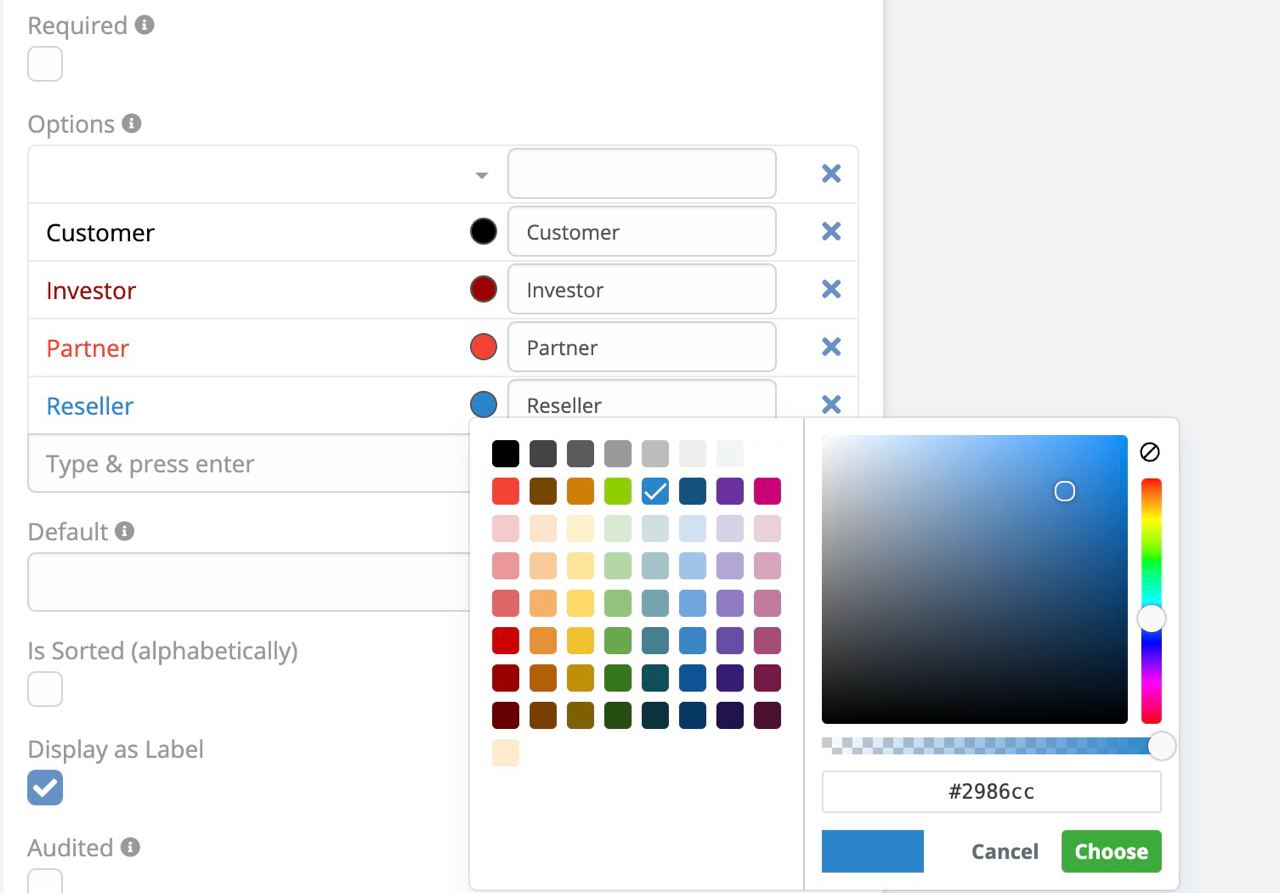 Required
Options
Customer Customer
Investor Investor
Partner Partner
Reseller Reseller
Type & press enter
Default
Is Sorted (alphabetically)
Display as Label
Audited
#2986cc
Cancel Choose